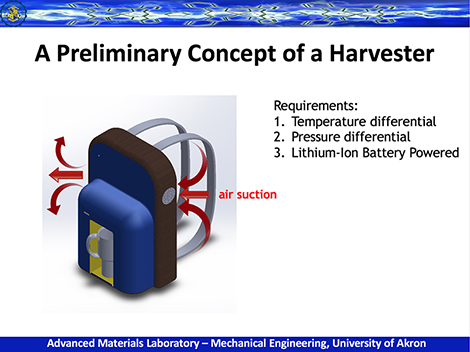 A Preliminary Concept of a Harvester
Requirements:
1. Temperature differential
2. Pressure differential
3. Lithium-Ion Battery Powered
air suction
Advanced Materials Laboratory – Mechanical Engineering, University of Akron